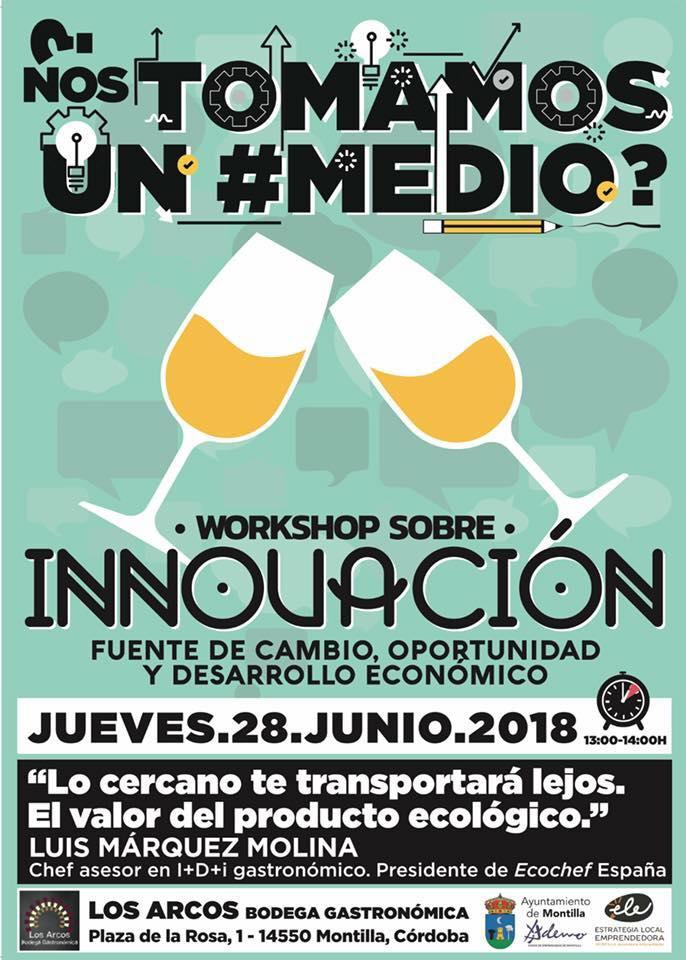 ¿NOS TOMAMOS
UN #MEDIO?
• WORKSHOP SOBRE •
INNOVACIÓN
FUENTE DE CAMBIO, OPORTUNIDAD
Y DESARROLLO ECONÓMICO
JUEVES.28.JUNIO.2018
13:00-14:00H
“Lo cercano te transportará lejos.
El valor del producto ecológico.”
LUIS MÁRQUEZ MOLINA
Chef asesor en I+D+i gastronómico. Presidente de Ecochef España
Los Arcos
Bodega Gastronómica
LOS ARCOS BODEGA GASTRONÓMICA
Plaza de la Rosa, 1 - 14550 Montilla, Córdoba
Ayuntamiento
de Montilla
Ademo
ele
ESTRATEGIA LOCAL
EMPRENDEDORA